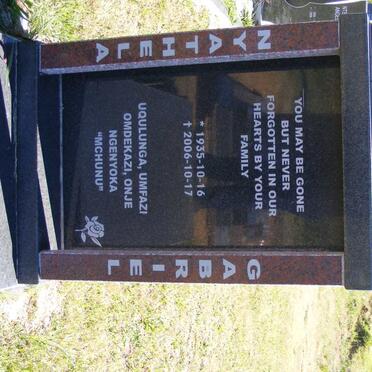 NYATHELA
GABRIEL
YOU MAY BE GONE
BUT NEVER
FORGOTTEN IN OUR
HEARTS BY YOUR
FAMILY
* 1935-10-16
† 2006-10-17
UQULUNGA, UMFAZI
OMDEKAZI, ONJE
NGENYOKA
"MCHUNU"